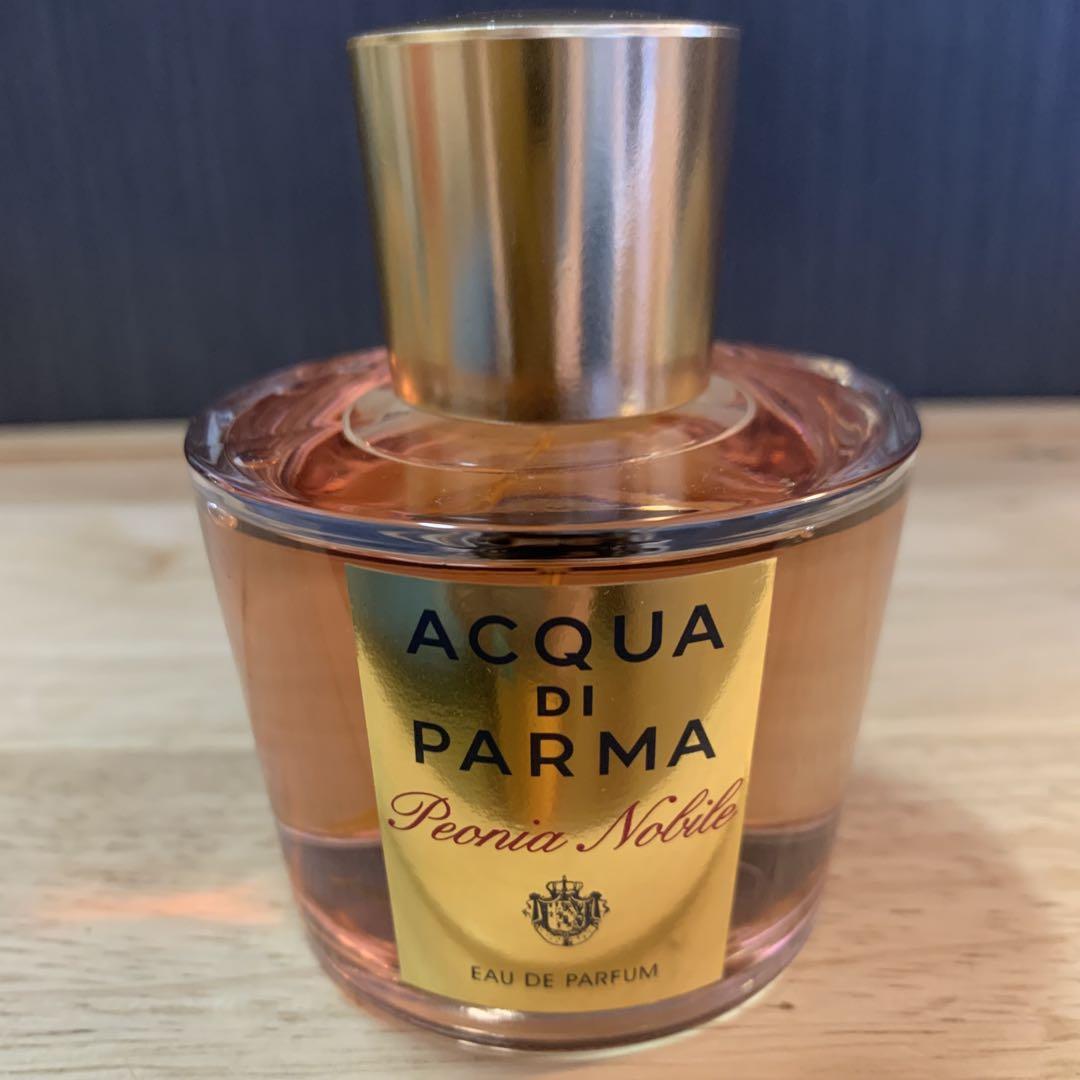 ACQUA
DI
PARMA
Peonia Nobile
EAU DE PARFUM